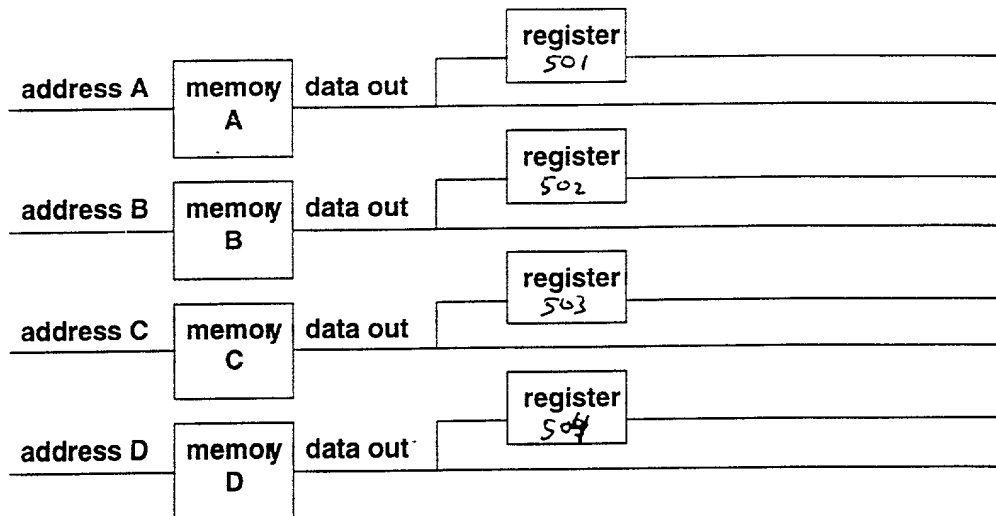 register
501
address A
memory
data out
A
register
502
address B
memory
data out
B
register
503
address C
memory
data out
C
register
504
address D
memory
data out
D